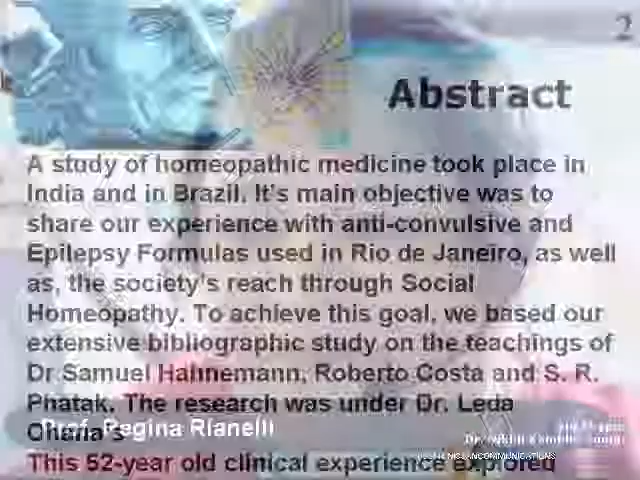 2
Abstract
A study of homeopathic medicine took place in
India and in Brazil. It's main objective was to
share our experience with anti-convulsive and
Epilepsy Formulas used in Rio de Janeiro, as well
as, the society's reach through Social
Homeopathy. To achieve this goal, we based our
extensive bibliographic study on the teachings of
Dr Samuel Hahnemann, Roberto Costa and S. R.
Phatak. The research was under Dr. Leda
Ohana's
Prof. Regina Rianelli
This 52-year old clinical experience explored